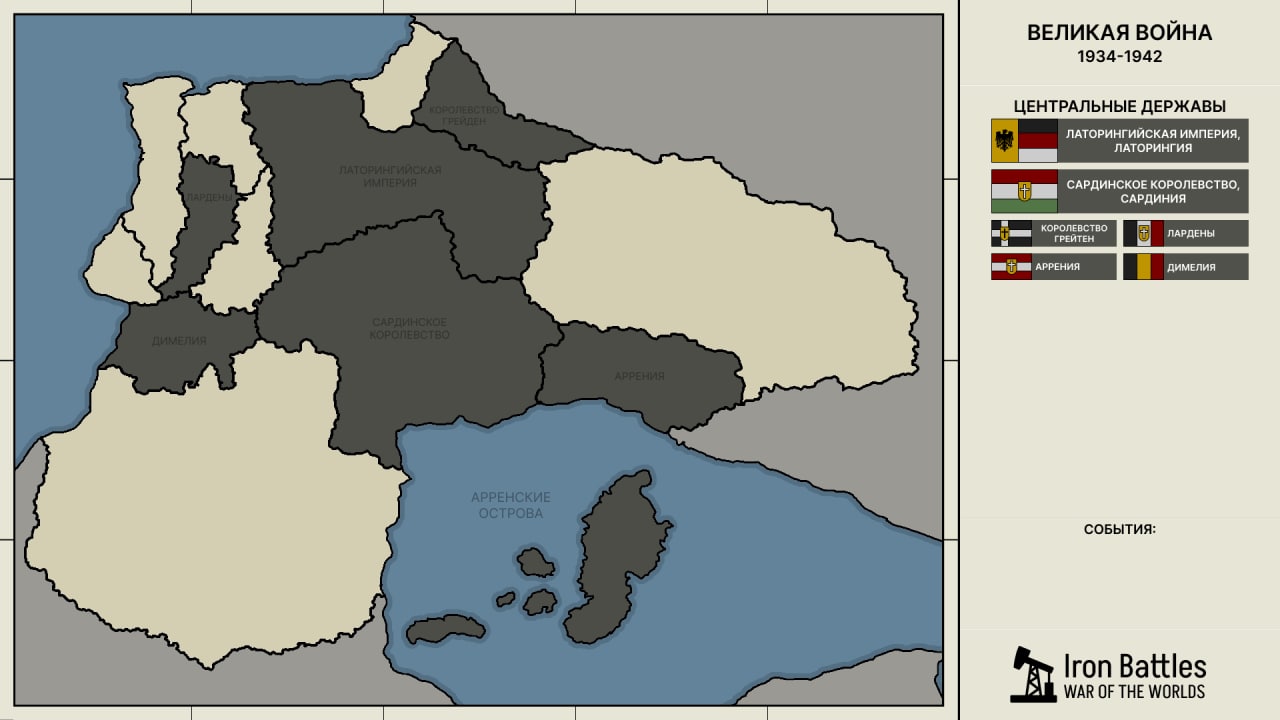 КОРОЛЕВСТВО
ГРЕЙДЕН
ЛАТОРИНГИЙСКАЯ
ИМПЕРИЯ
ЛАРДЕНЫ
САРДИНСКОЕ
КОРОЛЕВСТВО
ДИМЕЛИЯ
АРРЕНИЯ
АРРЕНСКИЕ
ОСТРОВА
ВЕЛИКАЯ ВОЙНА
1934-1942
ЦЕНТРАЛЬНЫЕ ДЕРЖАВЫ
ЛАТОРИНГИЙСКАЯ ИМПЕРИЯ,
ЛАТОРИНГИЯ
САРДИНСКОЕ КОРОЛЕВСТВО,
САРДИНИЯ
КОРОЛЕВСТВО
ГРЕЙТЕН
ЛАРДЕНЫ
АРРЕНИЯ
ДИМЕЛИЯ
СОБЫТИЯ:
Iron Battles
WAR OF THE WORLDS